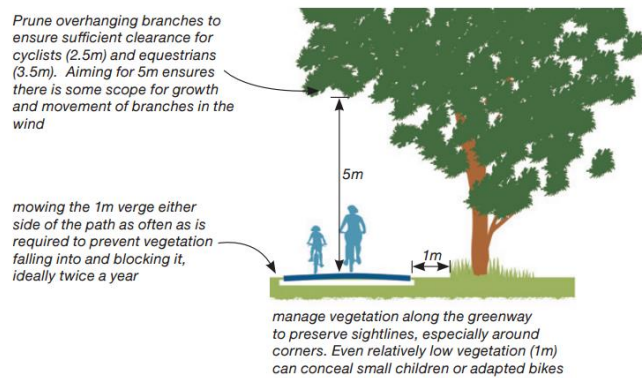 Prune overhanging branches to
ensure sufficient clearance for
cyclists (2.5m) and equestrians
(3.5m).  Aiming for 5m ensures
there is some scope for growth
and movement of branches in the
wind
5m
mowing the 1m verge either
side of the path as often as is
required to prevent vegetation
falling into and blocking it,
ideally twice a year
1m
manage vegetation along the greenway
to preserve sightlines, especially around
corners. Even relatively low vegetation (1m)
can conceal small children or adapted bikes